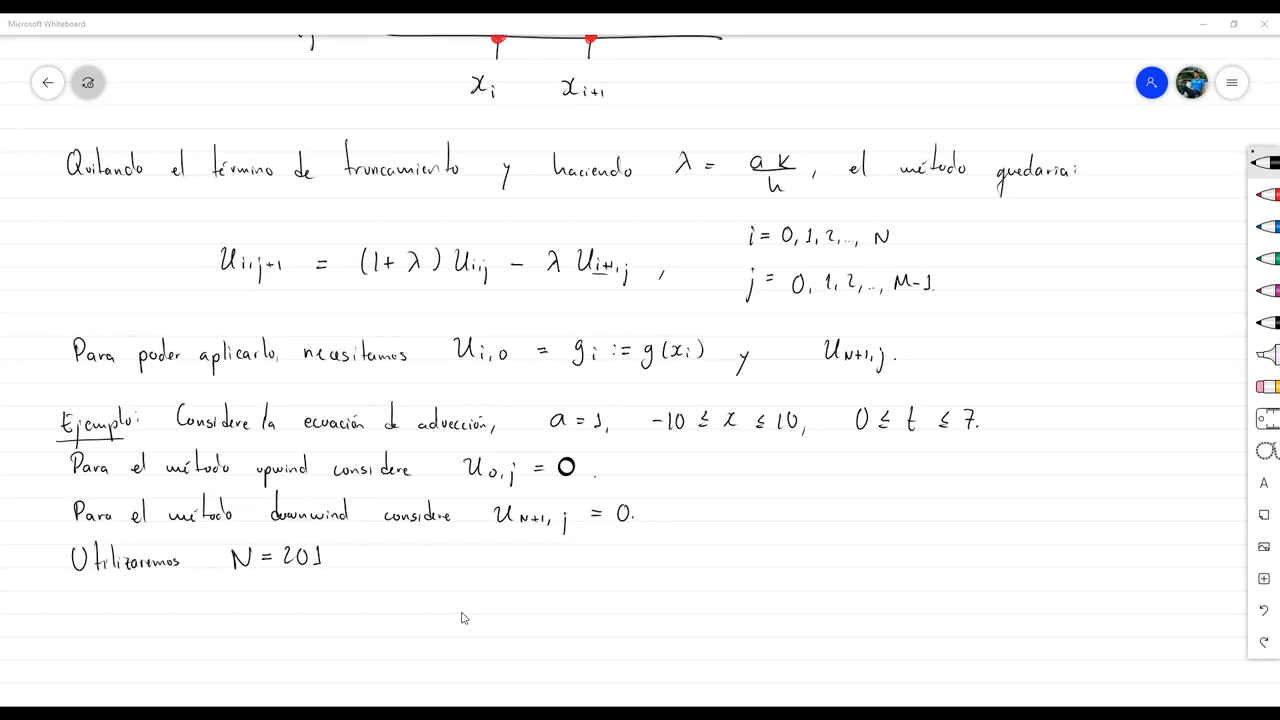 Microsoft Whiteboard
x_i x_{i+1}
Quitando el término de truncamiento y haciendo λ = ak/h, el método quedaria:
i = 0, 1, 2, ..., N
u_{i,j+1} = (1+λ) u_{i,j} - λ u_{i+1,j},
j = 0, 1, 2, ..., M-1.
Para poder aplicarlo, necesitamos u_{i,0} = g_i := g(x_i) y u_{N+1,j}.
Ejemplo: Considere la ecuación de advección, a = 1, -10 ≤ x ≤ 10, 0 ≤ t ≤ 7.
Para el método upwind considere u_{0,j} = 0.
Para el método downwind considere u_{N+1,j} = 0.
Utilizaremos N = 201
A